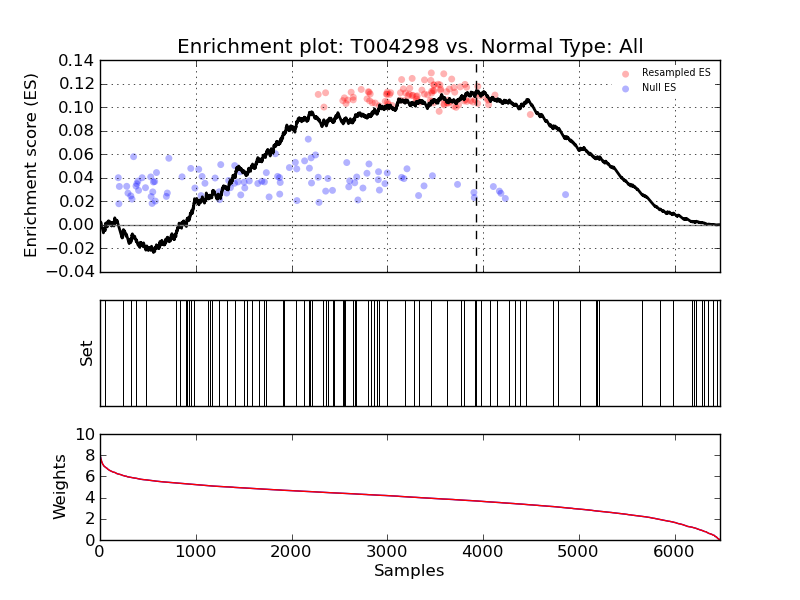 Enrichment plot: T004298 vs. Normal Type: All
0.14
0.12
0.10
0.08
0.06
0.04
0.02
0.00
−0.02
−0.04
Enrichment score (ES)
Resampled ES
Null ES
Set
10
8
6
4
2
0
Weights
0 1000 2000 3000 4000 5000 6000
Samples